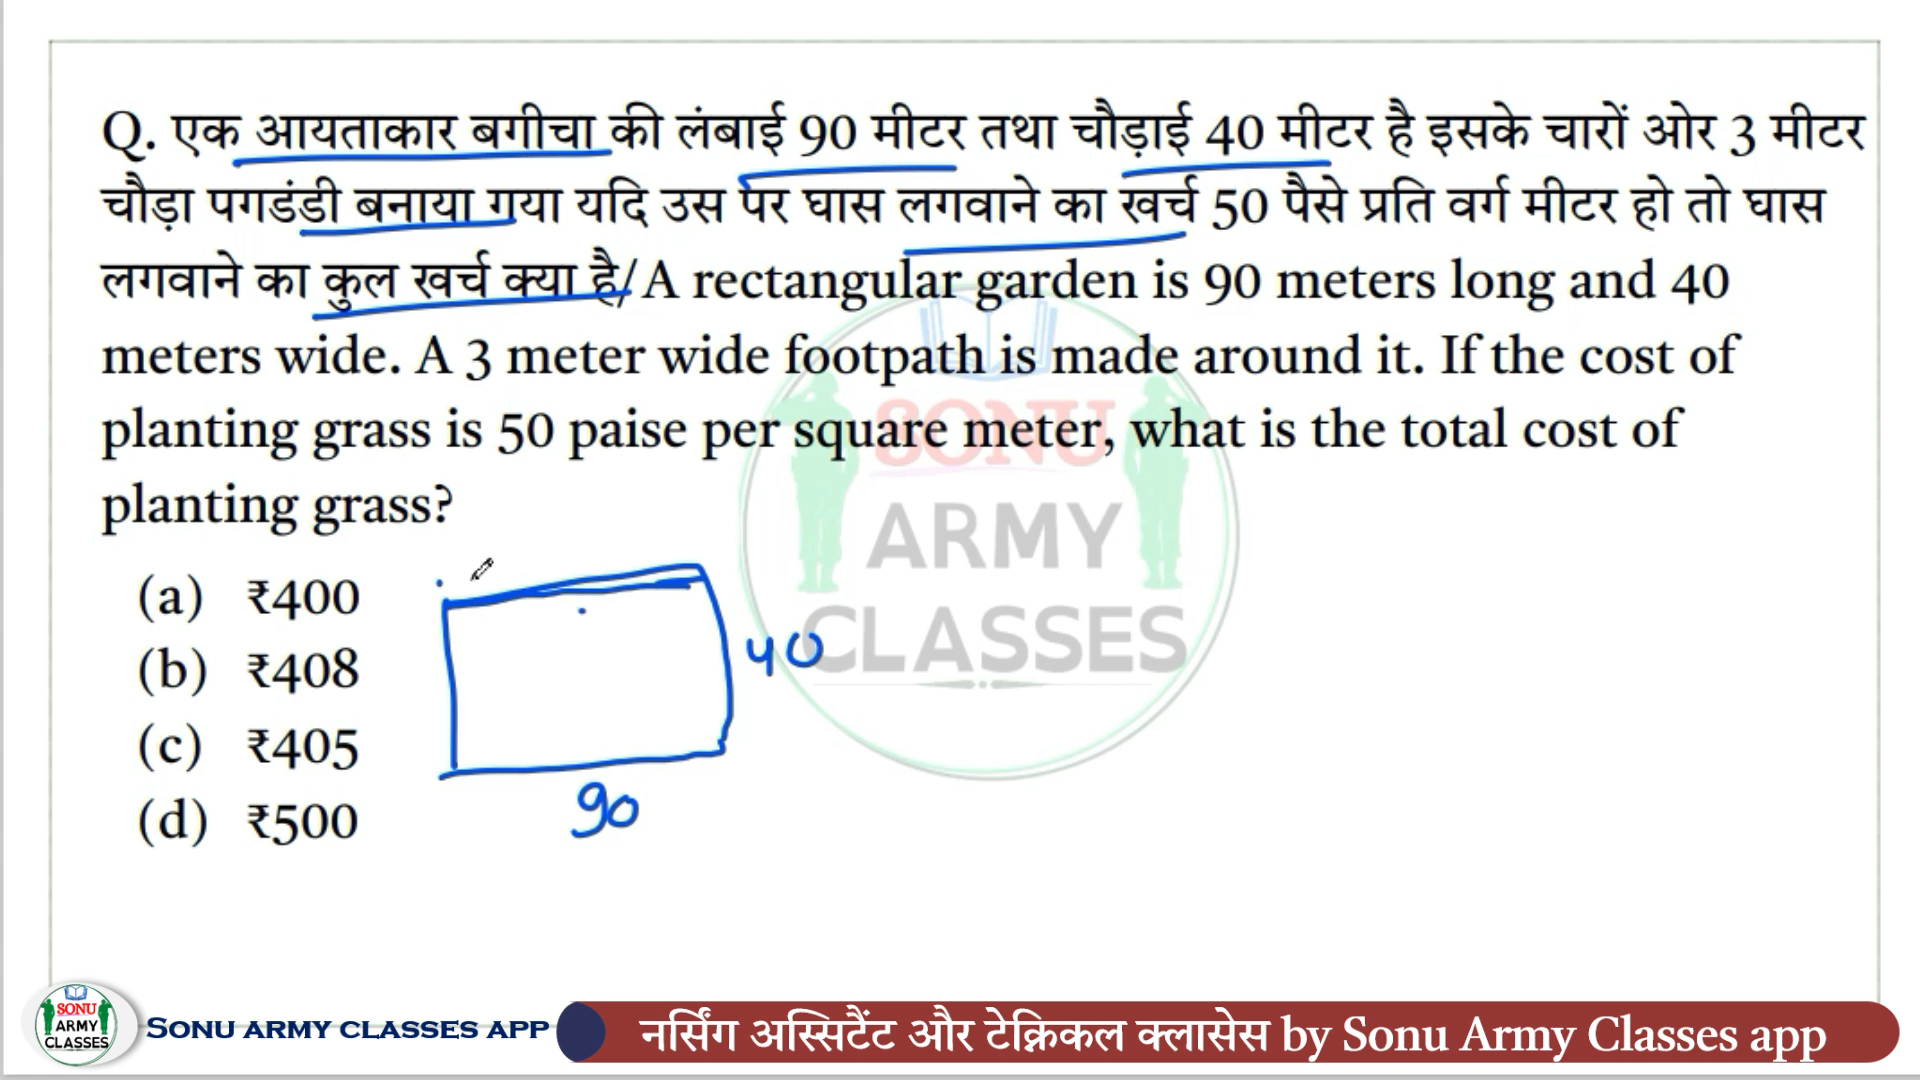 Q. एक आयताकार बगीचा की लंबाई 90 मीटर तथा चौड़ाई 40 मीटर है इसके चारों ओर 3 मीटर
चौड़ा पगडंडी बनाया गया यदि उस पर घास लगवाने का खर्च 50 पैसे प्रति वर्ग मीटर हो तो घास
लगवाने का कुल खर्च क्या है/A rectangular garden is 90 meters long and 40
meters wide. A 3 meter wide footpath is made around it. If the cost of
planting grass is 50 paise per square meter, what is the total cost of
planting grass?
(a) ₹400
(b) ₹408
(c) ₹405
(d) ₹500
40
90
SONU
ARMY
CLASSES
SONU
ARMY
CLASSES
SONU ARMY CLASSES APP
नर्सिंग अस्सिटैंट और टेक्निकल क्लासेस by Sonu Army Classes app